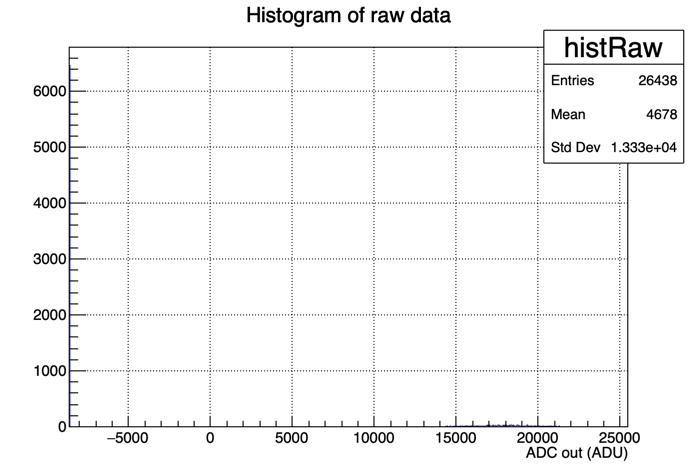 Histogram of raw data
histRaw
Entries 26438
Mean 4678
Std Dev 1.333e+04
6000
5000
4000
3000
2000
1000
0
−5000 0 5000 10000 15000 20000 25000
ADC out (ADU)